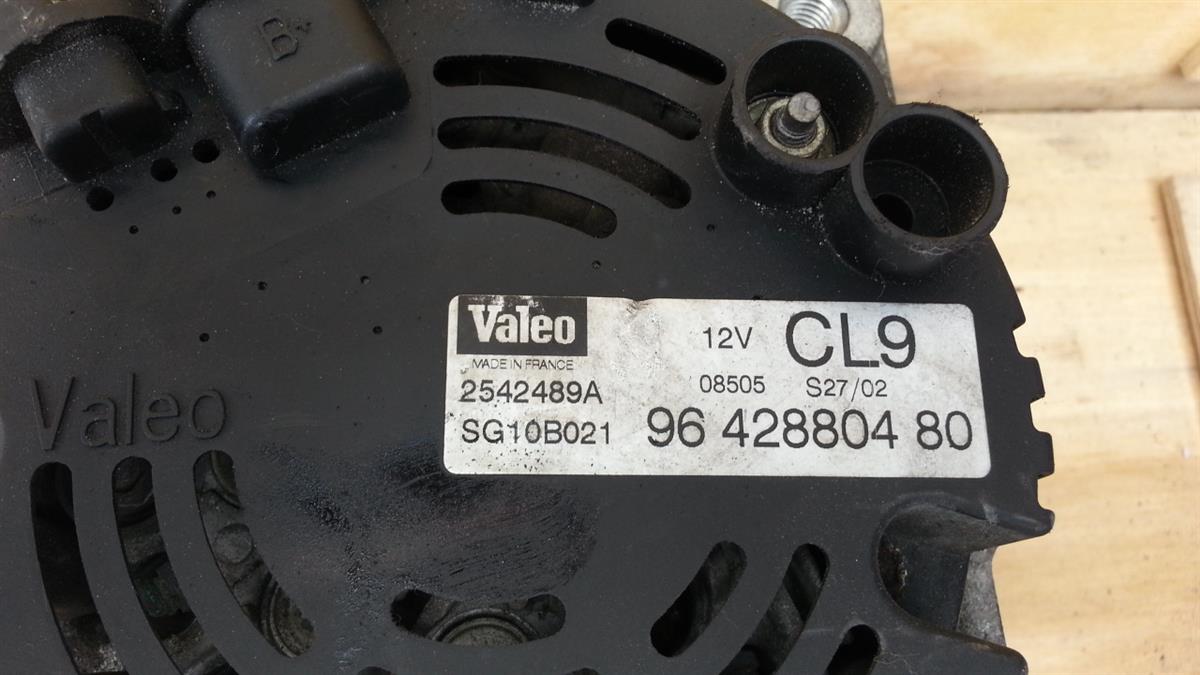 B
Valeo
12V
CL9
MADE IN FRANCE
2542489A
08505
S27/02
SG10B021
96 428804 80
Valeo